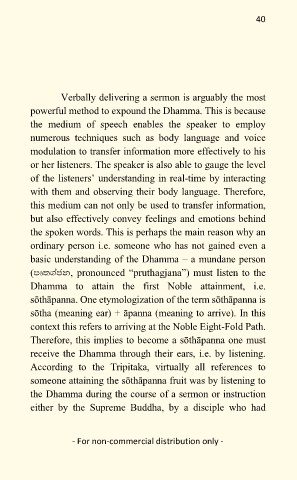 40
Verbally delivering a sermon is arguably the most
powerful method to expound the Dhamma. This is because
the medium of speech enables the speaker to employ
numerous techniques such as body language and voice
modulation to transfer information more effectively to his
or her listeners. The speaker is also able to gauge the level
of the listeners’ understanding in real-time by interacting
with them and observing their body language. Therefore,
this medium can not only be used to transfer information,
but also effectively convey feelings and emotions behind
the spoken words. This is perhaps the main reason why an
ordinary person i.e. someone who has not gained even a
basic understanding of the Dhamma – a mundane person
(පෘතග්ජන, pronounced “pruthagjana”) must listen to the
Dhamma to attain the first Noble attainment, i.e.
sōthāpanna. One etymologization of the term sōthāpanna is
sōtha (meaning ear) + āpanna (meaning to arrive). In this
context this refers to arriving at the Noble Eight-Fold Path.
Therefore, this implies to become a sōthāpanna one must
receive the Dhamma through their ears, i.e. by listening.
According to the Tripitaka, virtually all references to
someone attaining the sōthāpanna fruit was by listening to
the Dhamma during the course of a sermon or instruction
either by the Supreme Buddha, by a disciple who had
- For non-commercial distribution only -